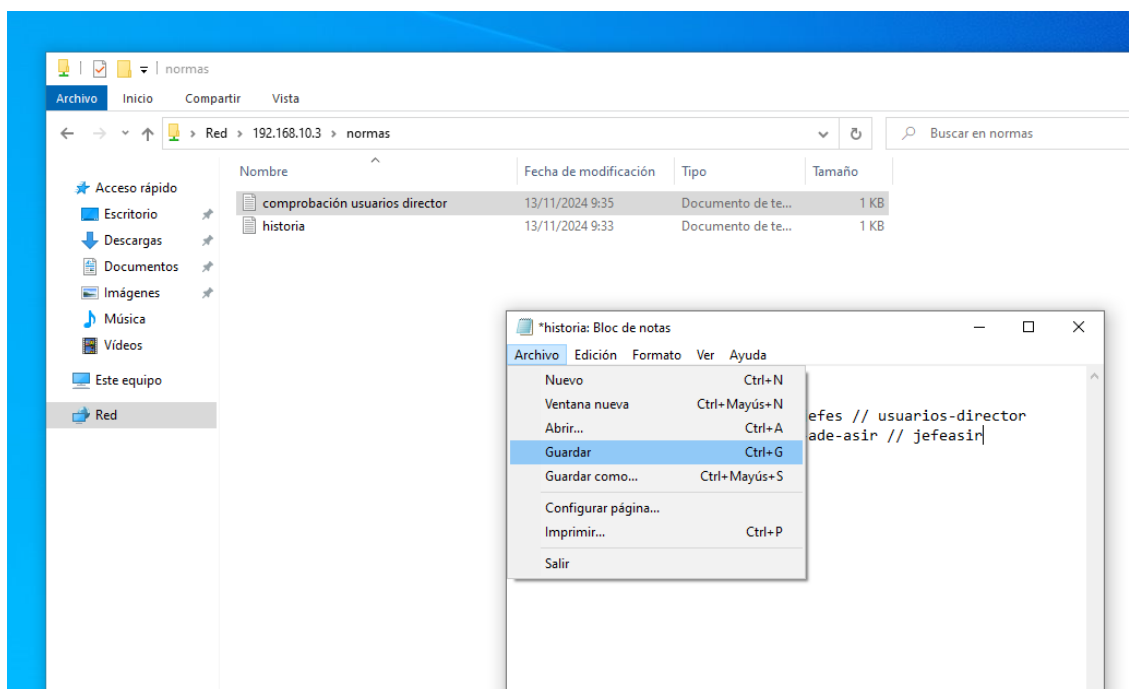 normas
Archivo Inicio Compartir Vista
Red > 192.168.10.3 > normas
Buscar en normas
Nombre Fecha de modificación Tipo Tamaño
Acceso rápido
Escritorio
Descargas
Documentos
Imágenes
Música
Vídeos
Este equipo
Red
comprobación usuarios director 13/11/2024 9:35 Documento de te... 1 KB
historia 13/11/2024 9:33 Documento de te... 1 KB
*historia: Bloc de notas
Archivo Edición Formato Ver Ayuda
Nuevo Ctrl+N
Ventana nueva Ctrl+Mayús+N
Abrir... Ctrl+A
Guardar Ctrl+G
Guardar como... Ctrl+Mayús+S
Configurar página...
Imprimir... Ctrl+P
Salir
efes // usuarios-director
ade-asir // jefeasir